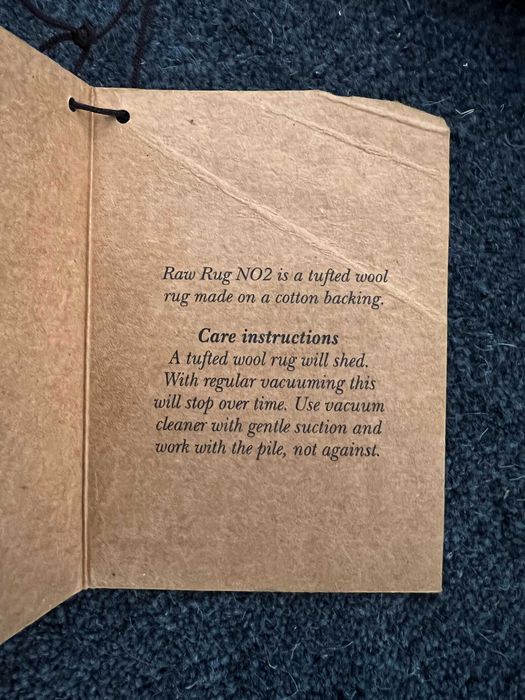 Raw Rug NO2 is a tufted wool
rug made on a cotton backing.
Care instructions
A tufted wool rug will shed.
With regular vacuuming this
will stop over time. Use vacuum
cleaner with gentle suction and
work with the pile, not against.